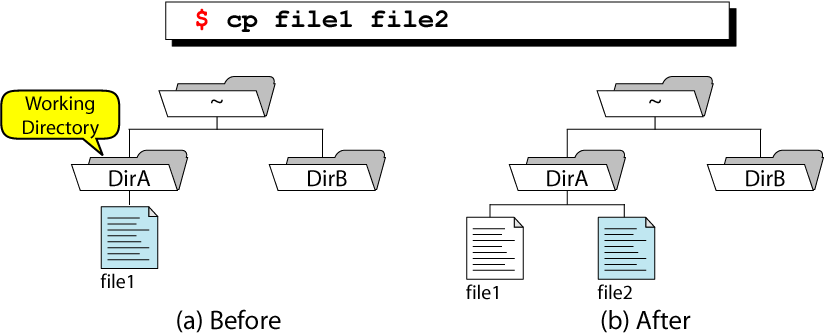 $ cp file1 file2
Working
Directory
~
DirA
DirB
file1
(a) Before
~
DirA
DirB
file1
file2
(b) After